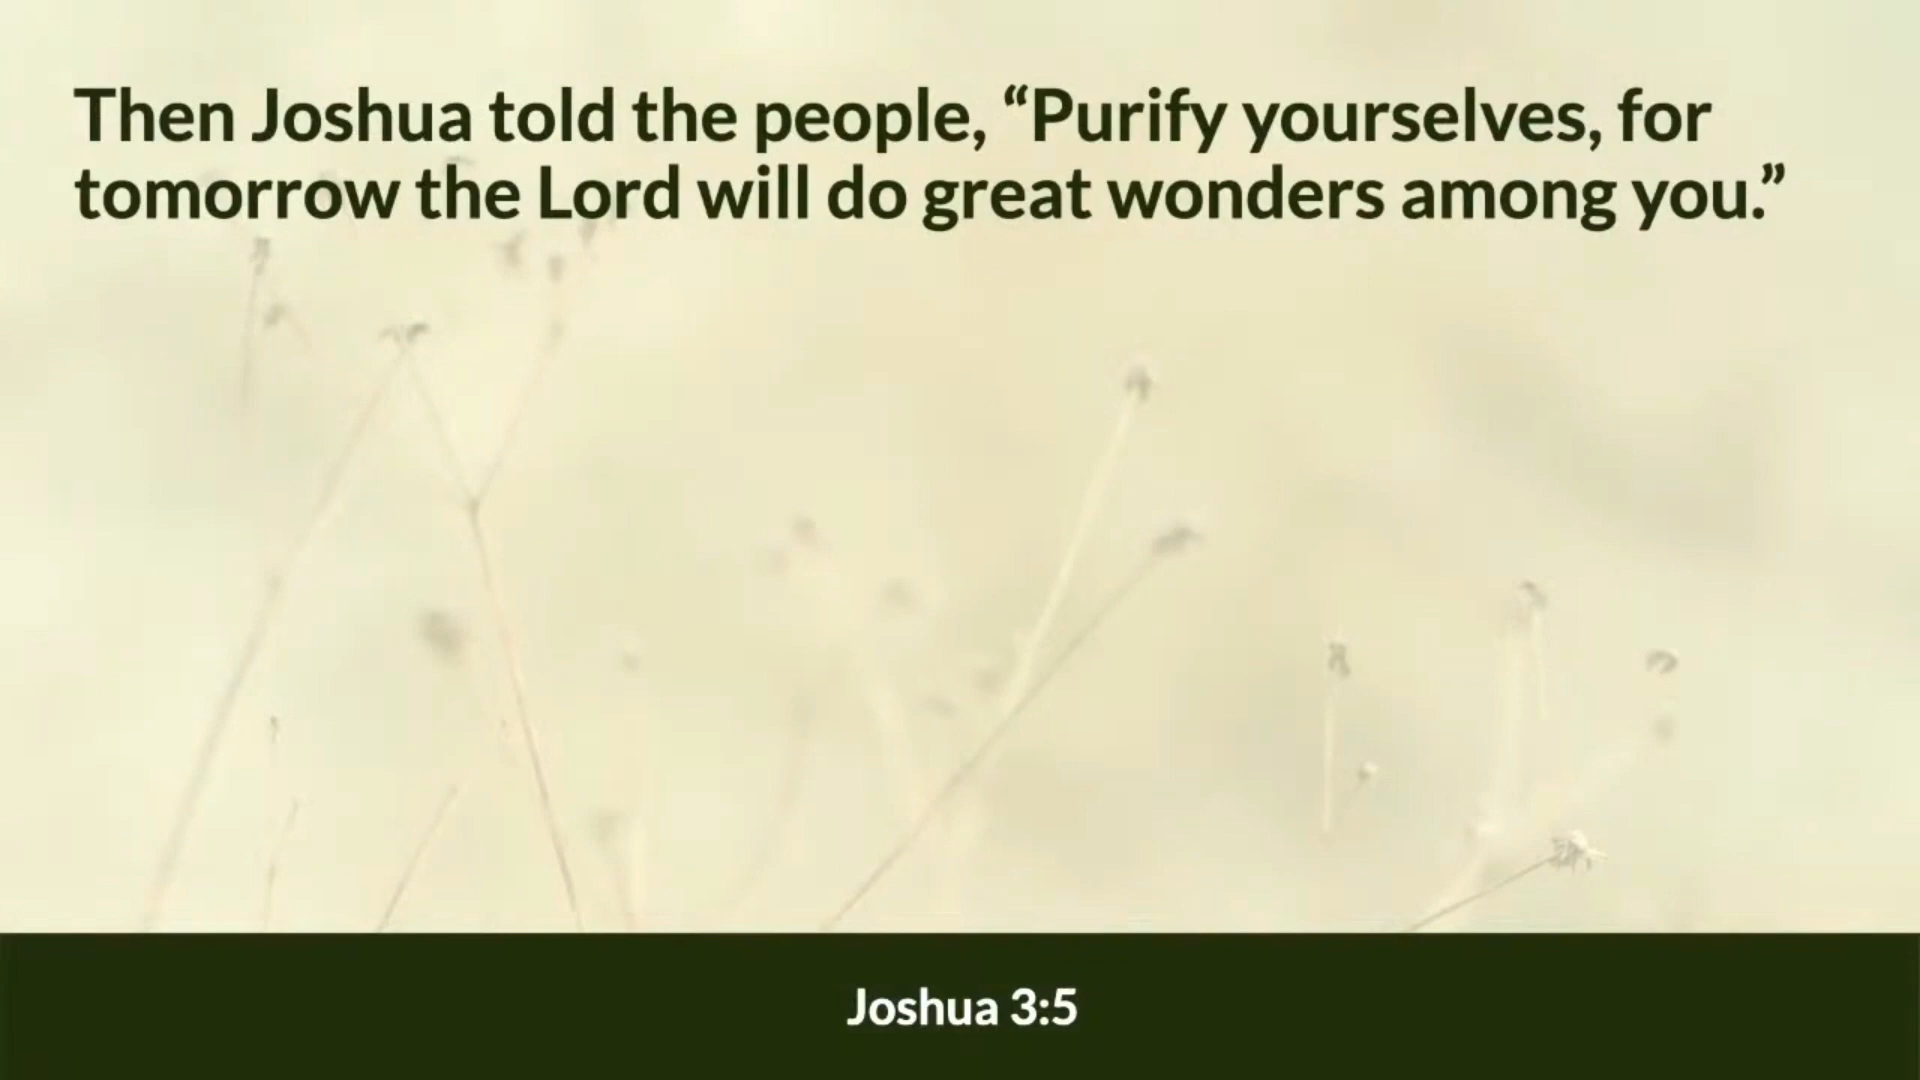 Then Joshua told the people, “Purify yourselves, for
tomorrow the Lord will do great wonders among you.”
Joshua 3:5